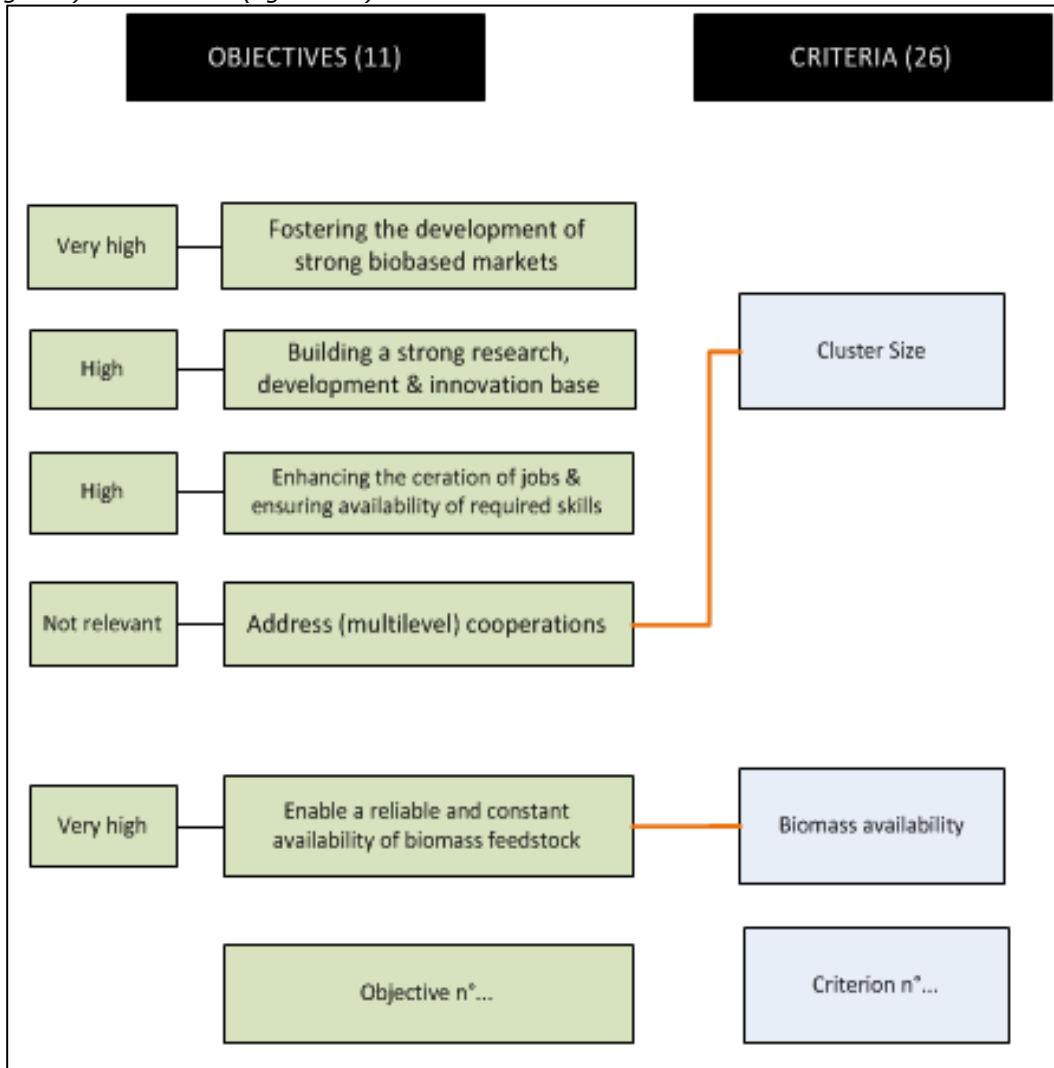 OBJECTIVES (11)
CRITERIA (26)
Very high
Fostering the development of
strong biobased markets
High
Building a strong research,
development & innovation base
Cluster Size
High
Enhancing the ceration of jobs &
ensuring availability of required skills
Not relevant
Address (multilevel) cooperations
Very high
Enable a reliable and constant
availability of biomass feedstock
Biomass availability
Objective n°...
Criterion n°...